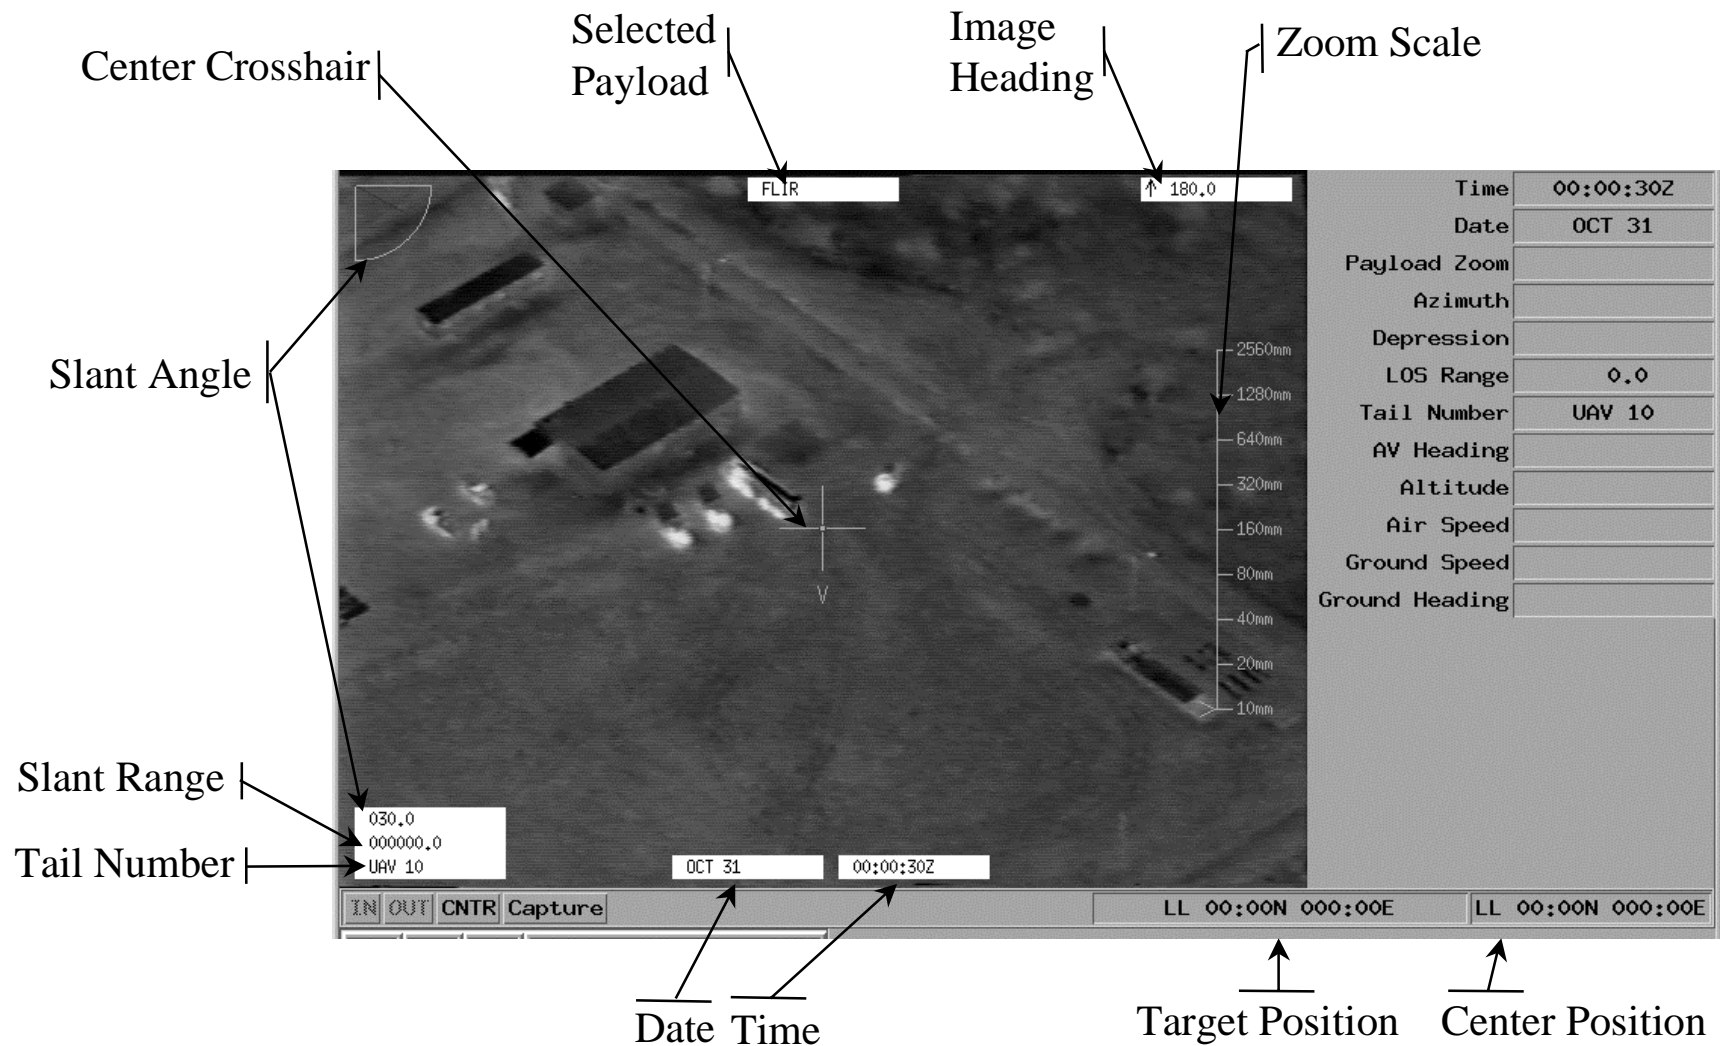 Selected
Payload
Image
Heading
Zoom Scale
Center Crosshair
FLIR
↑ 180.0
Time 00:00:30Z
Date OCT 31
Payload Zoom
Azimuth
Depression
LOS Range 0.0
Tail Number UAV 10
AV Heading
Altitude
Air Speed
Ground Speed
Ground Heading
2560mm
1280mm
640mm
320mm
160mm
80mm
40mm
20mm
10mm
V
Slant Angle
Slant Range
Tail Number
030.0
000000.0
UAV 10
OCT 31
00:00:30Z
IN OUT CNTR Capture
LL 00:00N 000:00E
LL 00:00N 000:00E
Date
Time
Target Position
Center Position